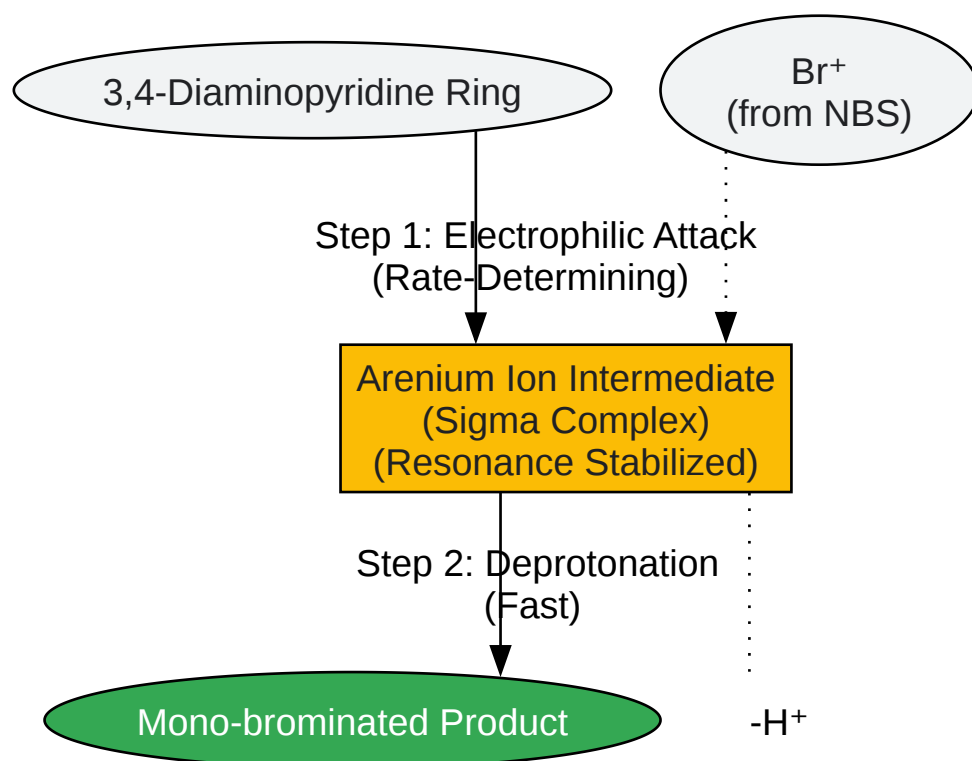 3,4-Diaminopyridine Ring
Br⁺
(from NBS)
Step 1: Electrophilic Attack
(Rate-Determining)
Arenium Ion Intermediate
(Sigma Complex)
(Resonance Stabilized)
Step 2: Deprotonation
(Fast)
Mono-brominated Product
-H⁺